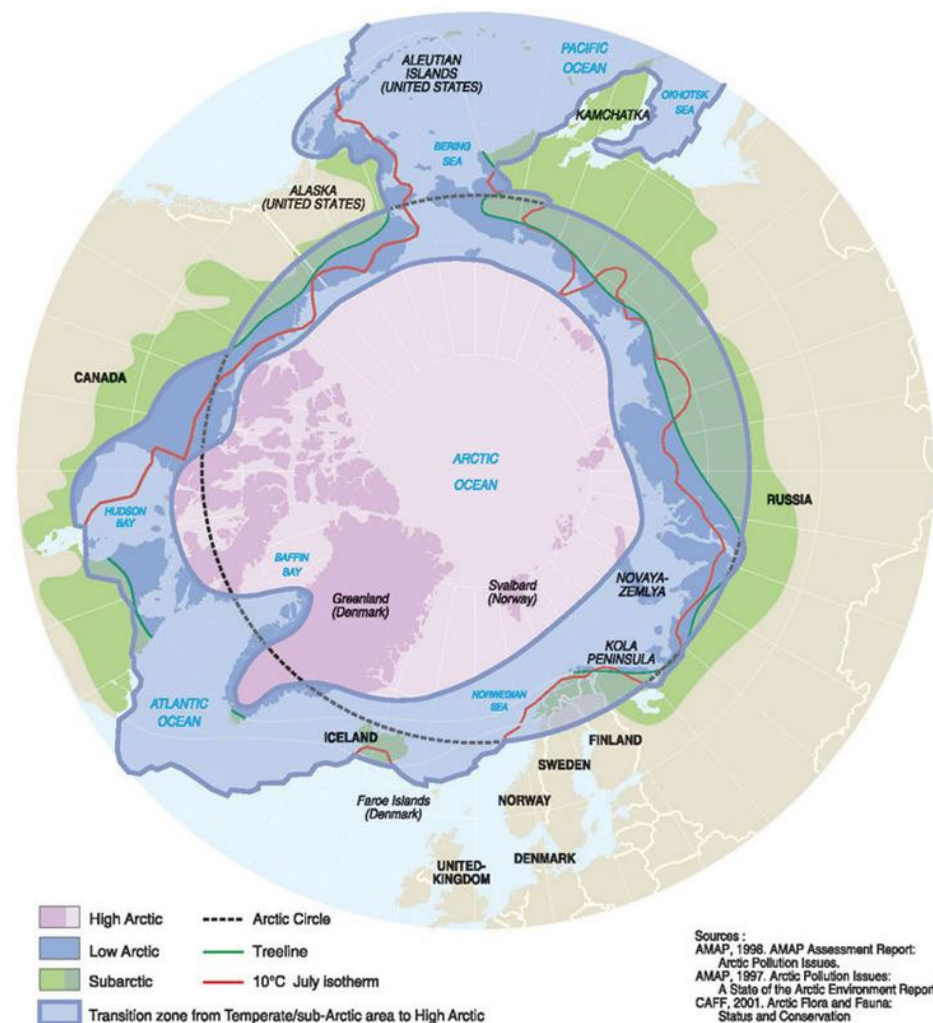 PACIFIC
OCEAN
ALEUTIAN
ISLANDS
(UNITED STATES)
OKHOTSK
SEA
KAMCHATKA
BERING
SEA
ALASKA
(UNITED STATES)
CANADA
ARCTIC
OCEAN
RUSSIA
HUDSON
BAY
BAFFIN
BAY
Greenland
(Denmark)
Svalbard
(Norway)
NOVAYA-
ZEMLYA
KOLA
PENINSULA
ATLANTIC
OCEAN
NORWEGIAN
SEA
ICELAND
FINLAND
SWEDEN
Faroe Islands
(Denmark)
NORWAY
UNITED-
KINGDOM
DENMARK
High Arctic
Low Arctic
Subarctic
Arctic Circle
Treeline
10°C July isotherm
Transition zone from Temperate/sub-Arctic area to High Arctic
Sources :
AMAP, 1998. AMAP Assessment Report:
Arctic Pollution Issues.
AMAP, 1997. Arctic Pollution Issues:
A State of the Arctic Environment Report
CAFF, 2001. Arctic Flora and Fauna:
Status and Conservation